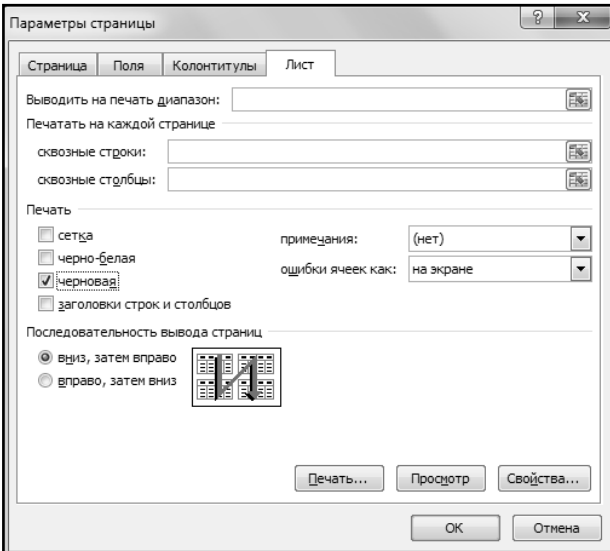 Параметры страницы
Страница Поля Колонтитулы Лист
Выводить на печать диапазон:
Печатать на каждой странице
сквозные строки:
сквозные столбцы:
Печать
сетка
примечания: (нет)
черно-белая
ошибки ячеек как: на экране
черновая
заголовки строк и столбцов
Последовательность вывода страниц
вниз, затем вправо
вправо, затем вниз
Печать... Просмотр Свойства...
ОК Отмена